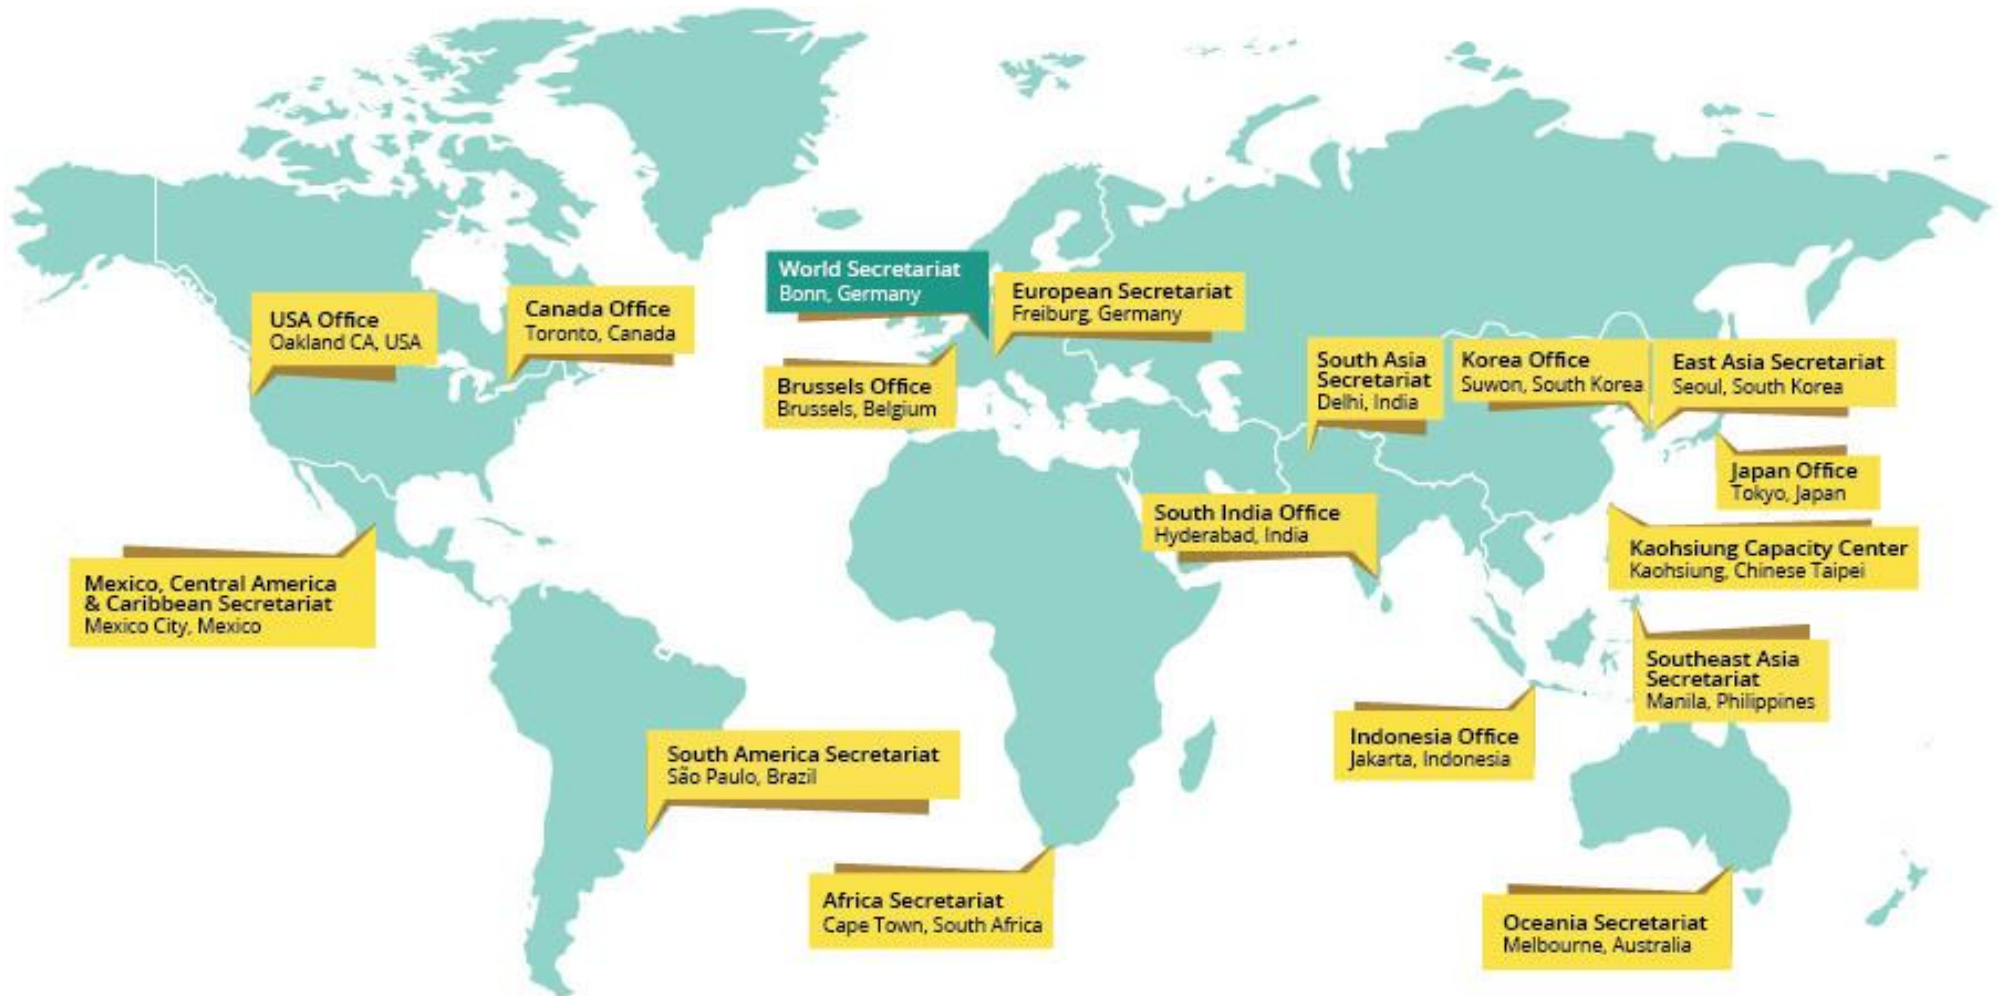 World Secretariat
Bonn, Germany
European Secretariat
Freiburg, Germany
USA Office
Oakland CA, USA
Canada Office
Toronto, Canada
Brussels Office
Brussels, Belgium
South Asia
Secretariat
Delhi, India
Korea Office
Suwon, South Korea
East Asia Secretariat
Seoul, South Korea
Japan Office
Tokyo, Japan
South India Office
Hyderabad, India
Kaohsiung Capacity Center
Kaohsiung, Chinese Taipei
Mexico, Central America
& Caribbean Secretariat
Mexico City, Mexico
Southeast Asia
Secretariat
Manila, Philippines
Indonesia Office
Jakarta, Indonesia
South America Secretariat
São Paulo, Brazil
Africa Secretariat
Cape Town, South Africa
Oceania Secretariat
Melbourne, Australia